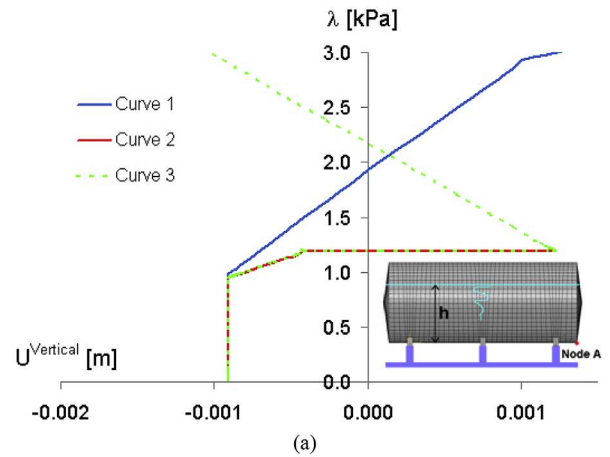 λ [kPa]
3.0
Curve 1
2.5
Curve 2
Curve 3
2.0
1.5
1.0
h
0.5
Node A
U^Vertical [m]
0.0
-0.002 -0.001 0.000 0.001
(a)